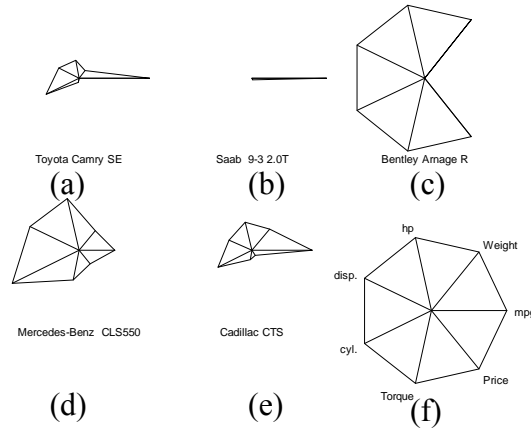 Toyota Camry SE
Saab 9-3 2.0T
Bentley Arnage R
(a)
(b)
(c)
hp
Weight
disp.
mpg
cyl.
Mercedes-Benz CLS550
Cadillac CTS
Price
Torque
(d)
(e)
(f)